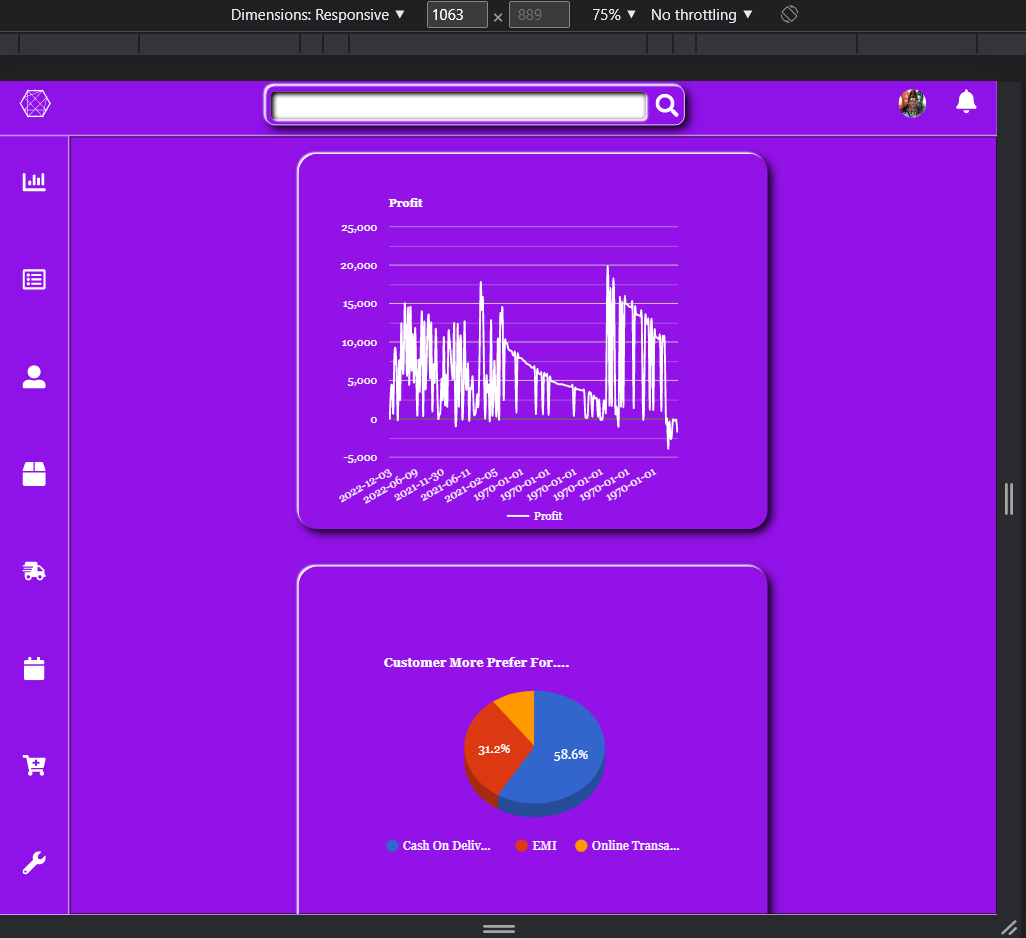 Dimensions: Responsive ▼ 1063 × 889 75% ▼ No throttling ▼
Profit
25,000
20,000
15,000
10,000
5,000
0
-5,000
2022-12-03 2022-06-09 2021-11-30 2021-06-11 2021-02-05 1970-01-01 1970-01-01 1970-01-01 1970-01-01 1970-01-01 1970-01-01
Profit
Customer More Prefer For....
31.2% 58.6%
Cash On Deliv... EMI Online Transa...